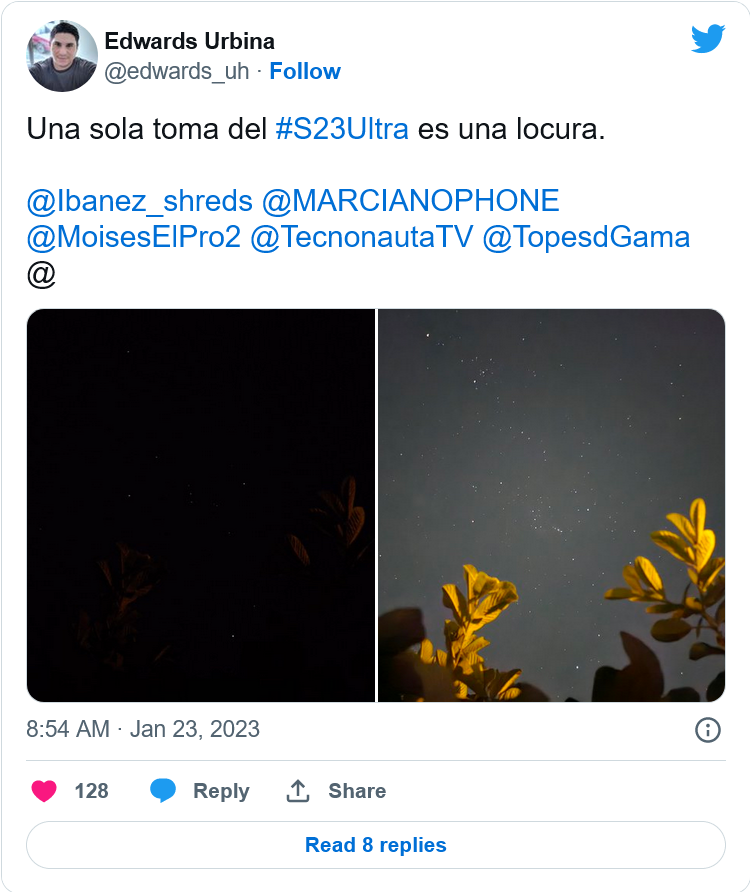 Edwards Urbina
@edwards_uh · Follow
Una sola toma del #S23Ultra es una locura.
@Ibanez_shreds @MARCIANOPHONE
@MoisesElPro2 @TecnonautaTV @TopesdGama
@
8:54 AM · Jan 23, 2023
128 Reply Share
Read 8 replies